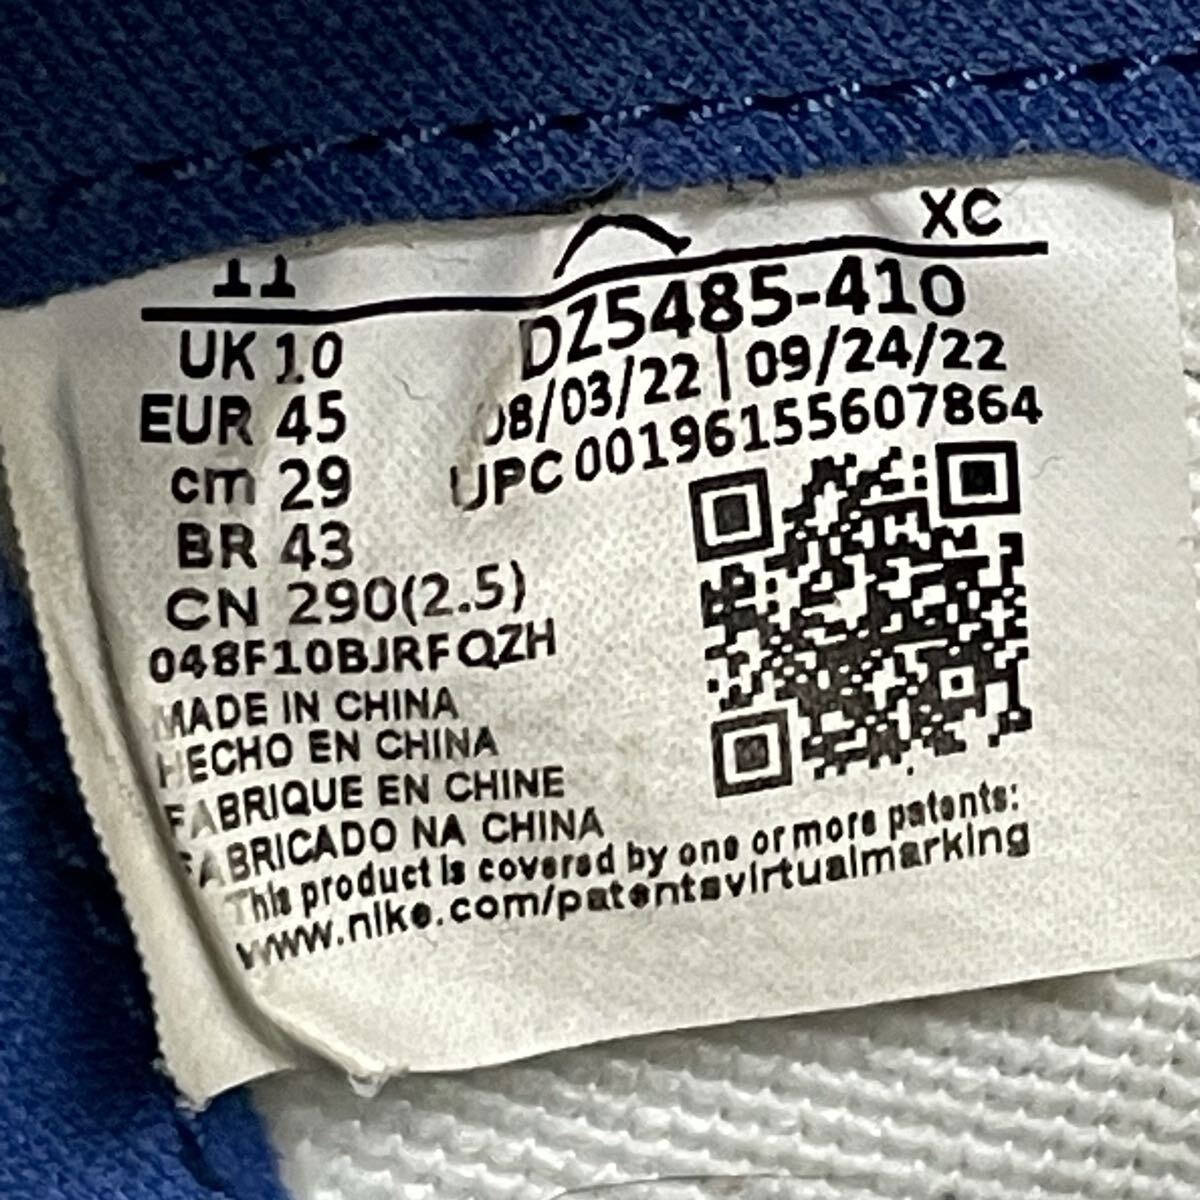 11
XC
UK 10
EUR 45
cm 29
BR 43
CN 290(2.5)
048F10BJRFQZH
DZ5485-410
08/03/22 | 09/24/22
UPC 00196155607864
MADE IN CHINA
HECHO EN CHINA
FABRIQUE EN CHINE
FABRICADO NA CHINA
This product is covered by one or more patents:
www.nike.com/patentsvirtualmarking